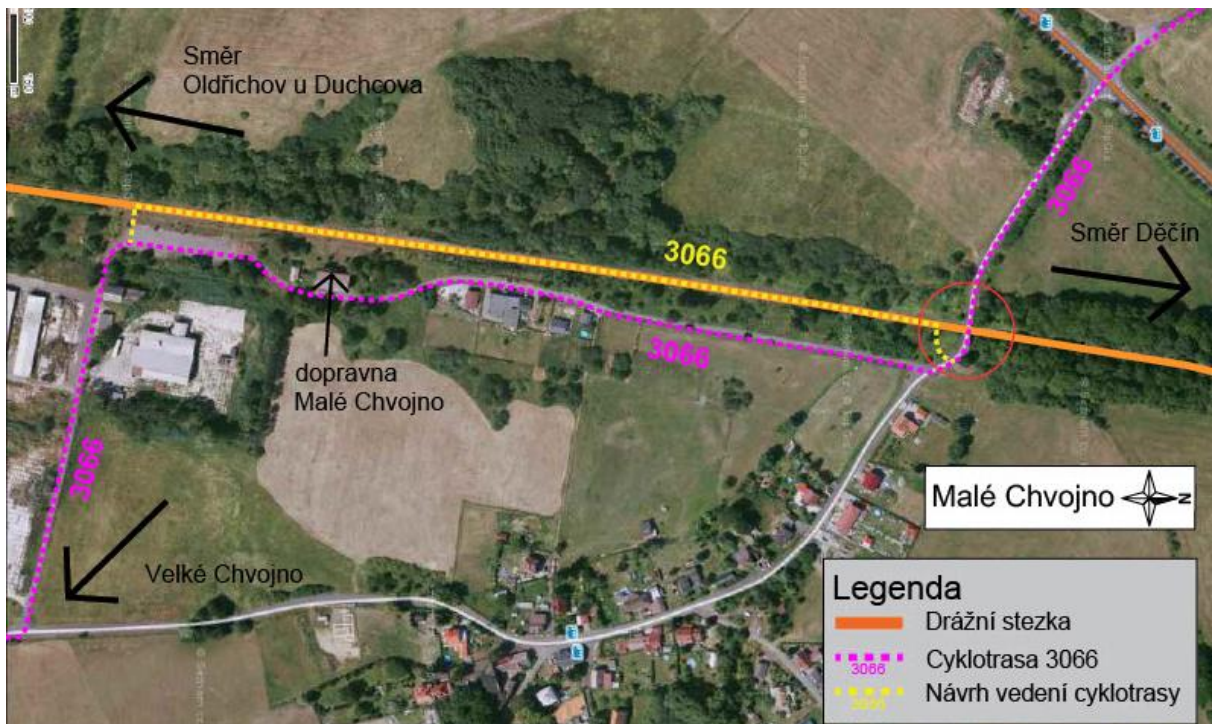 Směr
Oldřichov u Duchcova
3066
3066
Směr Děčín
3066
dopravna
Malé Chvojno
3066
Velké Chvojno
Malé Chvojno
N
Legenda
Drážní stezka
3066
Cyklotrasa 3066
Návrh vedení cyklotrasy